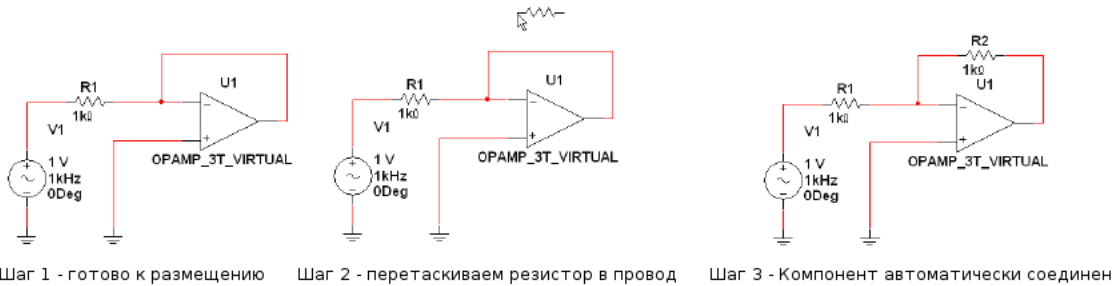 R1
1kΩ
U1
V1
1 V
1kHz
0Deg
OPAMP_3T_VIRTUAL
Шаг 1 - готово к размещению
R1
1kΩ
U1
V1
1 V
1kHz
0Deg
OPAMP_3T_VIRTUAL
Шаг 2 - перетаскиваем резистор в провод
R2
1kΩ
U1
R1
1kΩ
V1
1 V
1kHz
0Deg
OPAMP_3T_VIRTUAL
Шаг 3 - Компонент автоматически соединен